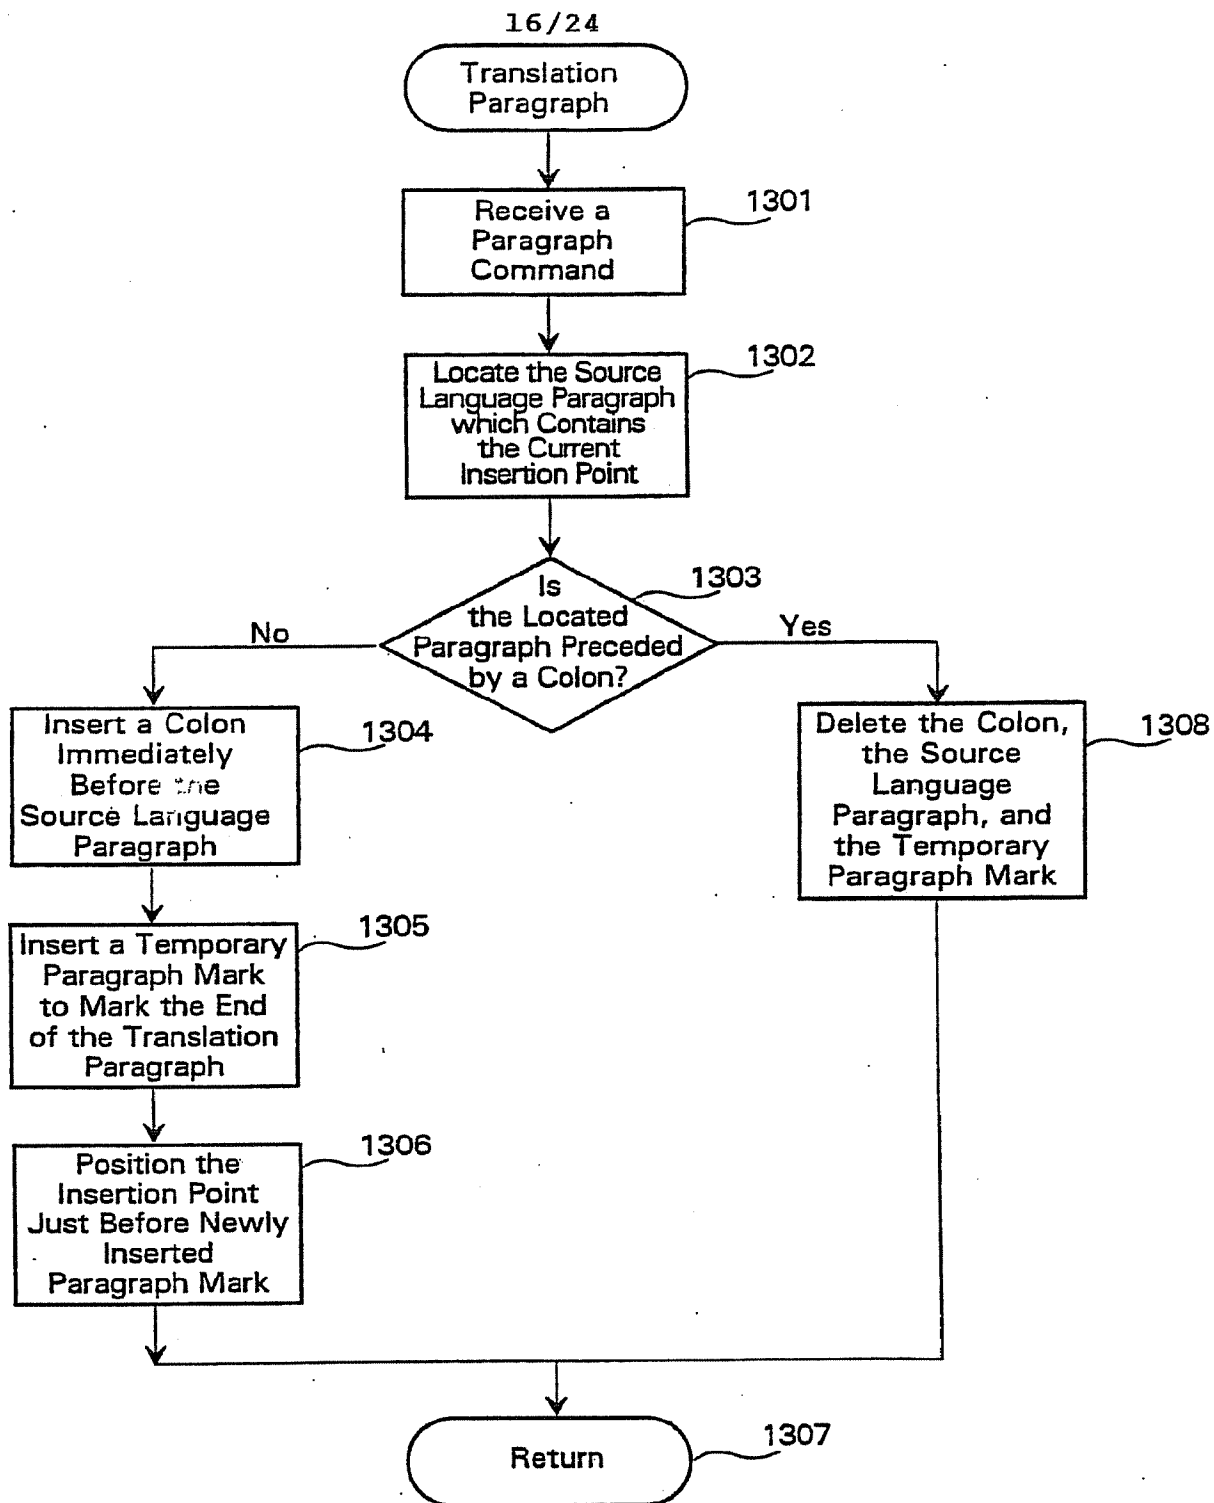 16/24
Translation
Paragraph
1301
Receive a
Paragraph
Command
1302
Locate the Source
Language Paragraph
which Contains
the Current
Insertion Point
1303
Is
the Located
Paragraph Preceded
by a Colon?
No
Yes
1304
Insert a Colon
Immediately
Before the
Source Language
Paragraph
1308
Delete the Colon,
the Source
Language
Paragraph, and
the Temporary
Paragraph Mark
1305
Insert a Temporary
Paragraph Mark
to Mark the End
of the Translation
Paragraph
1306
Position the
Insertion Point
Just Before Newly
Inserted
Paragraph Mark
1307
Return